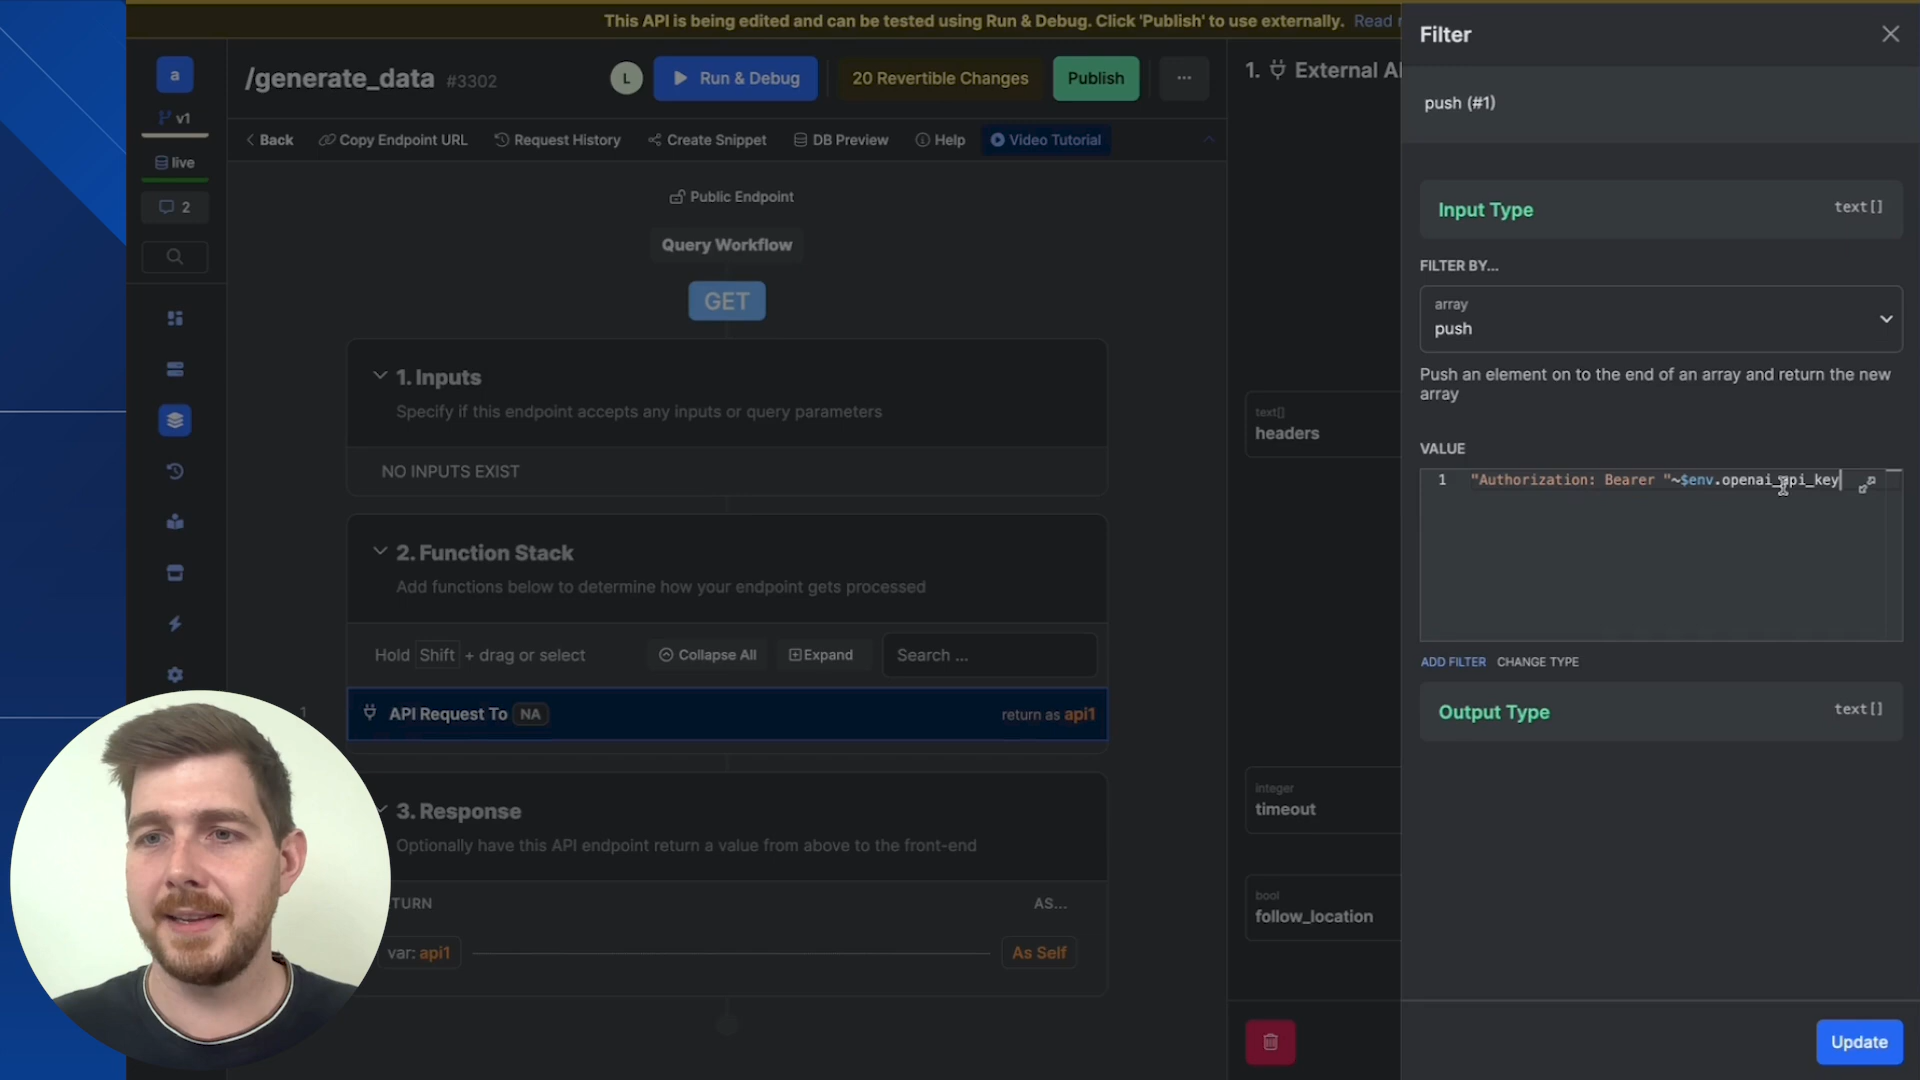 This API is being edited and can be tested using Run & Debug. Click 'Publish' to use externally. Read
a
v1
live
2
/generate_data #3302
L
Run & Debug
20 Revertible Changes
Publish
...
Back
Copy Endpoint URL
Request History
Create Snippet
DB Preview
Help
Video Tutorial
Public Endpoint
Query Workflow
GET
1. Inputs
Specify if this endpoint accepts any inputs or query parameters
NO INPUTS EXIST
2. Function Stack
Add functions below to determine how your endpoint gets processed
Hold Shift + drag or select
Collapse All
Expand
Search ...
1
API Request To NA
return as api1
3. Response
Optionally have this API endpoint return a value from above to the front-end
TURN
AS...
var: api1
As Self
1. External A
text[]
headers
integer
timeout
bool
follow_location
Filter
push (#1)
Input Type
text[]
FILTER BY...
array
push
Push an element on to the end of an array and return the new
array
VALUE
1 "Authorization: Bearer "~$env.openai_api_key
ADD FILTER CHANGE TYPE
Output Type
text[]
Update